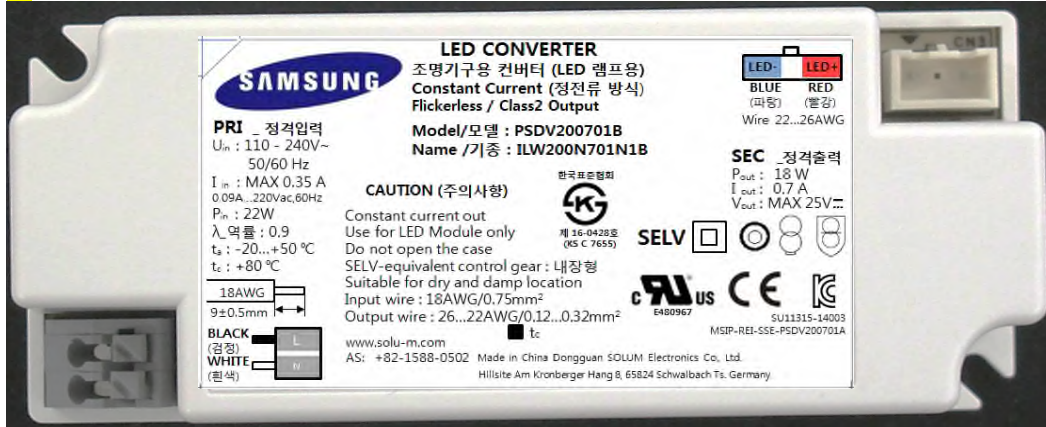 LED CONVERTER
조명기구용 컨버터 (LED 램프용)
Constant Current (정전류 방식)
Flickerless / Class2 Output
Model/모델 : PSDV200701B
Name /기종 : ILW200N701N1B
SAMSUNG
PRI _ 정격입력
Uin : 110 - 240V~
50/60 Hz
I in : MAX 0.35 A
0.09A...220Vac,60Hz
Pin : 22W
λ_역률 : 0.9
ta : -20...+50 ℃
tc : +80 ℃
18AWG
9±0.5mm
BLACK
(검정)
WHITE
(흰색)
L
N
CAUTION (주의사항)
Constant current out
Use for LED Module only
Do not open the case
SELV-equivalent control gear : 내장형
Suitable for dry and damp location
Input wire : 18AWG/0.75mm²
Output wire : 26...22AWG/0.12...0.32mm²
tc
www.solu-m.com
AS: +82-1588-0502 Made in China Dongguan SOLUM Electronics Co, Ltd.
Hillsite Am Kronberger Hang 8, 65824 Schwalbach Ts. Germany
한국표준협회
제 16-0428호
(KS C 7655)
LED- LED+
BLUE RED
(파랑) (빨강)
Wire 22...26AWG
SEC _정격출력
Pout : 18 W
I out : 0.7 A
Vout : MAX 25V
SELV
c RU US
E480967
CE
SU11315-14003
MSIP-REI-SSE-PSDV200701A
CN3